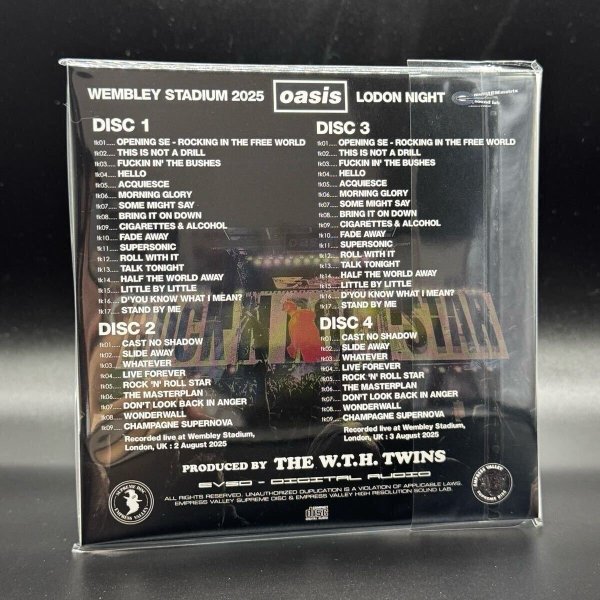 WEMBLEY STADIUM 2025 oasis LODON NIGHT
DISC 1
tk01.... OPENING SE - ROCKING IN THE FREE WORLD
tk02.... THIS IS NOT A DRILL
tk03.... FUCKIN IN' THE BUSHES
tk04.... HELLO
tk05.... ACQUIESCE
tk06.... MORNING GLORY
tk07.... SOME MIGHT SAY
tk08.... BRING IT ON DOWN
tk09.... CIGARETTES & ALCOHOL
tk10.... FADE AWAY
tk11.... SUPERSONIC
tk12.... ROLL WITH IT
tk13.... TALK TONIGHT
tk14.... HALF THE WORLD AWAY
tk15.... LITTLE BY LITTLE
tk16.... D'YOU KNOW WHAT I MEAN?
tk17.... STAND BY ME
DISC 2
tk01.... CAST NO SHADOW
tk02.... SLIDE AWAY
tk03.... WHATEVER
tk04.... LIVE FOREVER
tk05.... ROCK 'N' ROLL STAR
tk06.... THE MASTERPLAN
tk07.... DON'T LOOK BACK IN ANGER
tk08.... WONDERWALL
tk09.... CHAMPAGNE SUPERNOVA
Recorded live at Wembley Stadium,
London, UK : 2 August 2025
DISC 3
tk01.... OPENING SE - ROCKING IN THE FREE WORLD
tk02.... THIS IS NOT A DRILL
tk03.... FUCKIN IN' THE BUSHES
tk04.... HELLO
tk05.... ACQUIESCE
tk06.... MORNING GLORY
tk07.... SOME MIGHT SAY
tk08.... BRING IT ON DOWN
tk09.... CIGARETTES & ALCOHOL
tk10.... FADE AWAY
tk11.... SUPERSONIC
tk12.... ROLL WITH IT
tk13.... TALK TONIGHT
tk14.... HALF THE WORLD AWAY
tk15.... LITTLE BY LITTLE
tk16.... D'YOU KNOW WHAT I MEAN?
tk17.... STAND BY ME
DISC 4
tk01.... CAST NO SHADOW
tk02.... SLIDE AWAY
tk03.... WHATEVER
tk04.... LIVE FOREVER
tk05.... ROCK 'N' ROLL STAR
tk06.... THE MASTERPLAN
tk07.... DON'T LOOK BACK IN ANGER
tk08.... WONDERWALL
tk09.... CHAMPAGNE SUPERNOVA
Recorded live at Wembley Stadium,
London, UK : 3 August 2025
PRODUCED BY THE W.T.H. TWINS
EVSD - DIGITAL AUDIO
ALL RIGHTS RESERVED. UNAUTHORIZED DUPLICATION IS A VIOLATION OF APPLICABLE LAWS.
EMPRESS VALLEY SUPREME DISC & EMPRESS VALLEY HIGH RESOLUTION SOUND LAB.
SUPREME DISC
EMPRESS VALLEY
EMPRESS VALLEY
disc